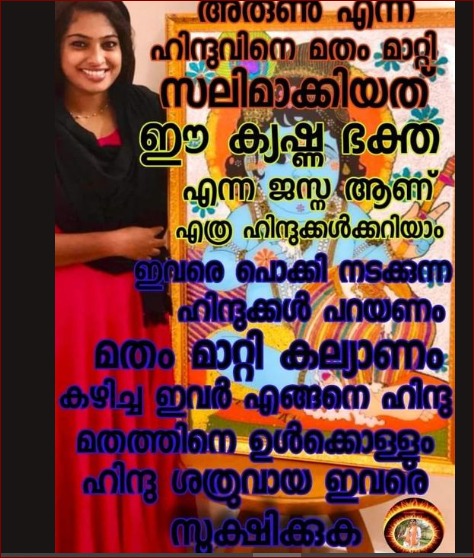 അരുൺ എന്ന
ഹിന്ദുവിനെ മതം മാറ്റി
സലിമാക്കിയത്
ഈ ക്യഷ്ണ ഭക്ത
എന്ന ജസ്ന ആണ്
എത്ര ഹിന്ദുക്കൾക്കറിയാം
ഇവരെ പൊക്കി നടക്കുന്ന
ഹിന്ദുക്കൾ പറയണം
മതം മാറ്റി കല്യാണം
കഴിച്ച ഇവർ എങ്ങനെ ഹിന്ദു
മതത്തിനെ ഉൾക്കൊള്ളും
ഹിന്ദു ശത്രുവായ ഇവരെ
സൂക്ഷിക്കുക